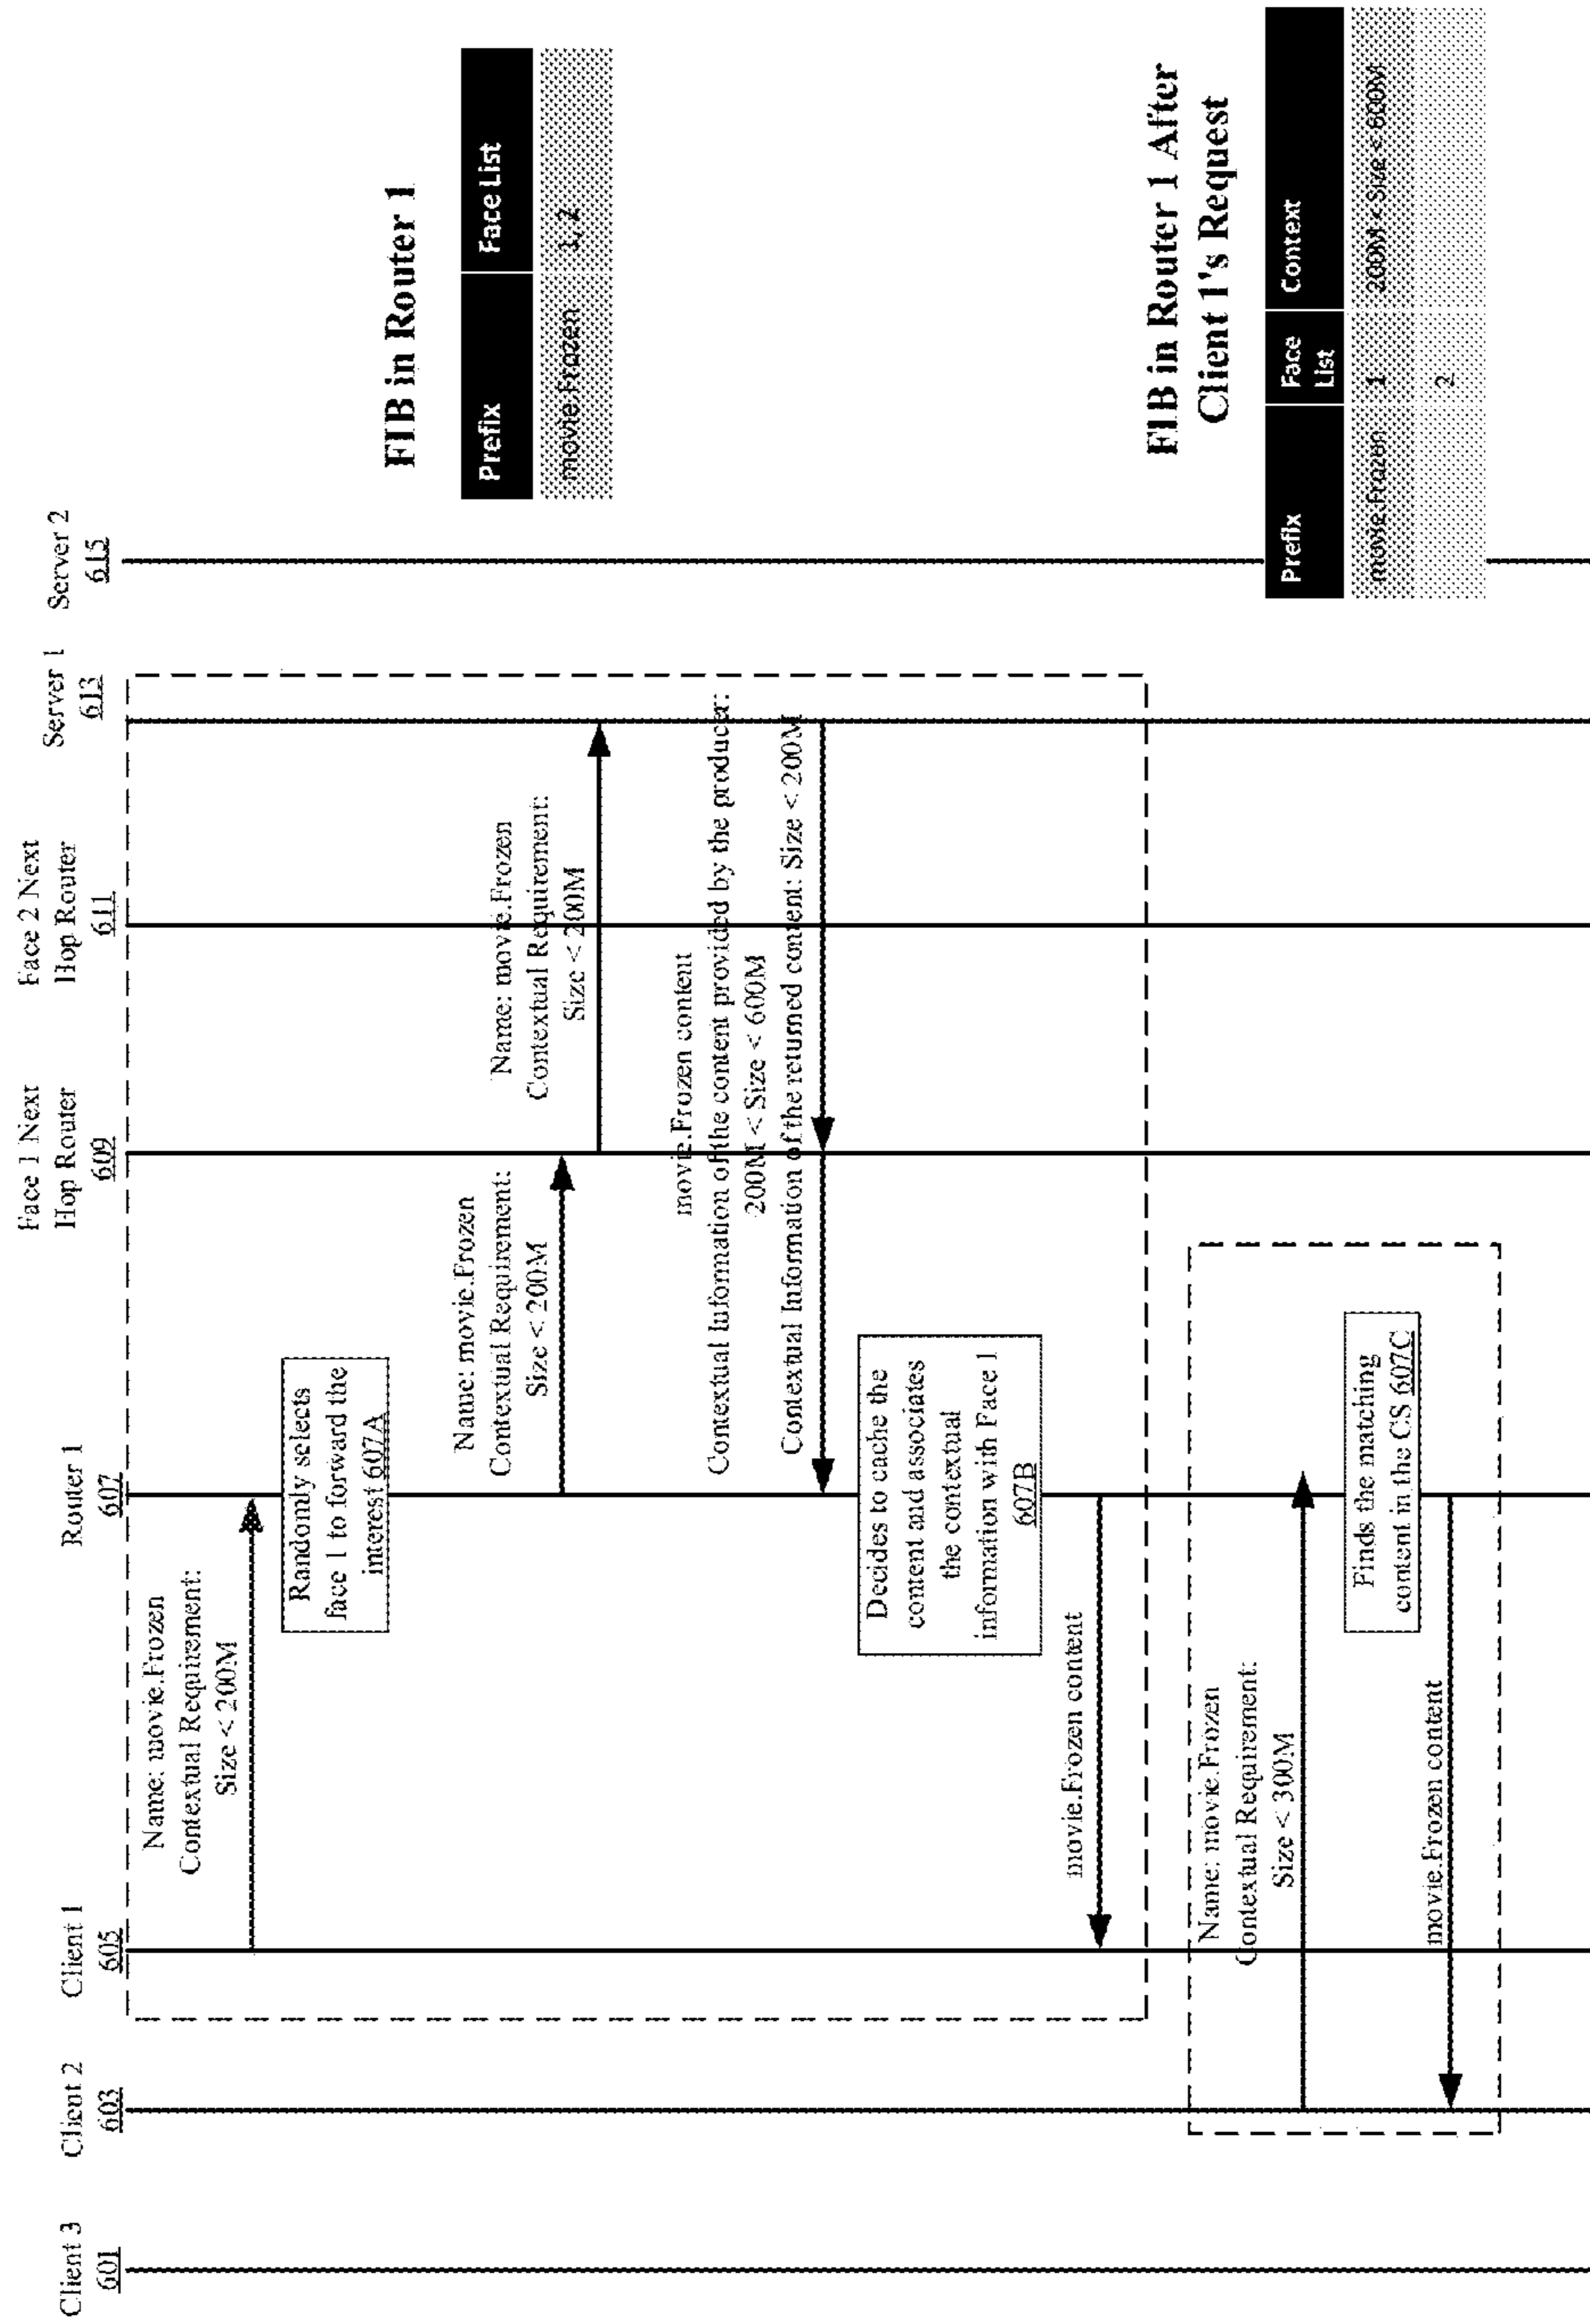 Client 3
601
Client 2
603
Client 1
605
Router 1
607
Face 1 Next
Hop Router
609
Face 2 Next
Hop Router
611
Server 1
613
Server 2
615
Name: movie.Frozen
Contextual Requirement:
Size < 200M
Randomly selects
face 1 to forward the
interest 607A
Name: movie.Frozen
Contextual Requirement:
Size < 200M
Name: movie.Frozen
Contextual Requirement:
Size < 200M
movie.Frozen content
Contextual Information of the content provided by the producer:
200M < Size < 600M
Contextual Information of the returned content: Size < 200M
Decides to cache the
content and associates
the contextual
information with Face 1
607B
movie.Frozen content
Name: movie.Frozen
Contextual Requirement:
Size < 300M
Finds the matching
content in the CS 607C
movie.Frozen content
FIB in Router 1
Prefix Face List
movie.Frozen 1,2
FIB in Router 1 After
Client 1's Request
Prefix Face List Context
movie.Frozen 1 200M < Size < 600M
2